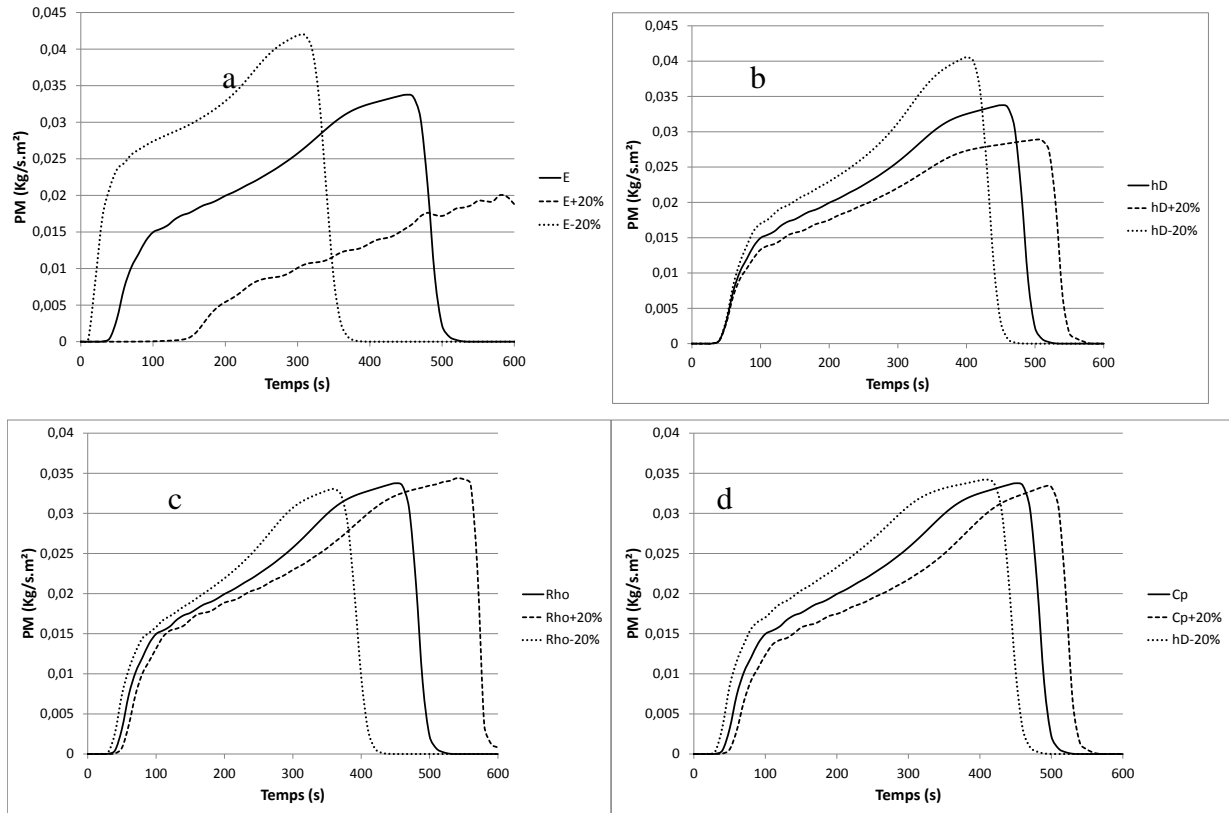 0,045
0,04
0,035
0,03
0,025
0,02
0,015
0,01
0,005
0
PM (Kg/s.m²)
a
E
E+20%
E-20%
0 100 200 300 400 500 600
Temps (s)
0,045
0,04
0,035
0,03
0,025
0,02
0,015
0,01
0,005
0
PM (Kg/s.m²)
b
hD
hD+20%
hD-20%
0 100 200 300 400 500 600
Temps (s)
0,04
0,035
0,03
0,025
0,02
0,015
0,01
0,005
0
PM (Kg/s.m²)
c
Rho
Rho+20%
Rho-20%
0 100 200 300 400 500 600
Temps (s)
0,04
0,035
0,03
0,025
0,02
0,015
0,01
0,005
0
PM (Kg/s.m²)
d
Cp
Cp+20%
hD-20%
0 100 200 300 400 500 600
Temps (s)